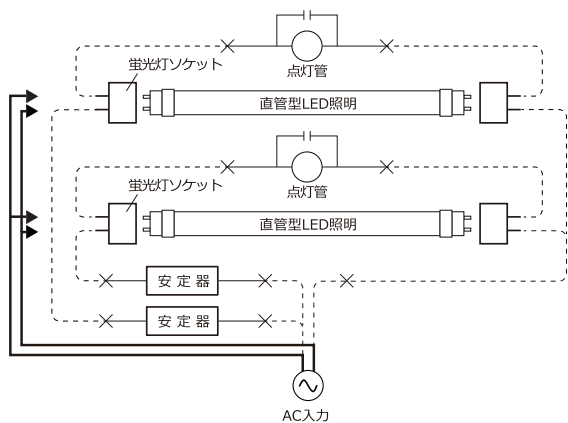 点灯管
蛍光灯ソケット
直管型LED照明
点灯管
蛍光灯ソケット
直管型LED照明
安定器
安定器
AC入力